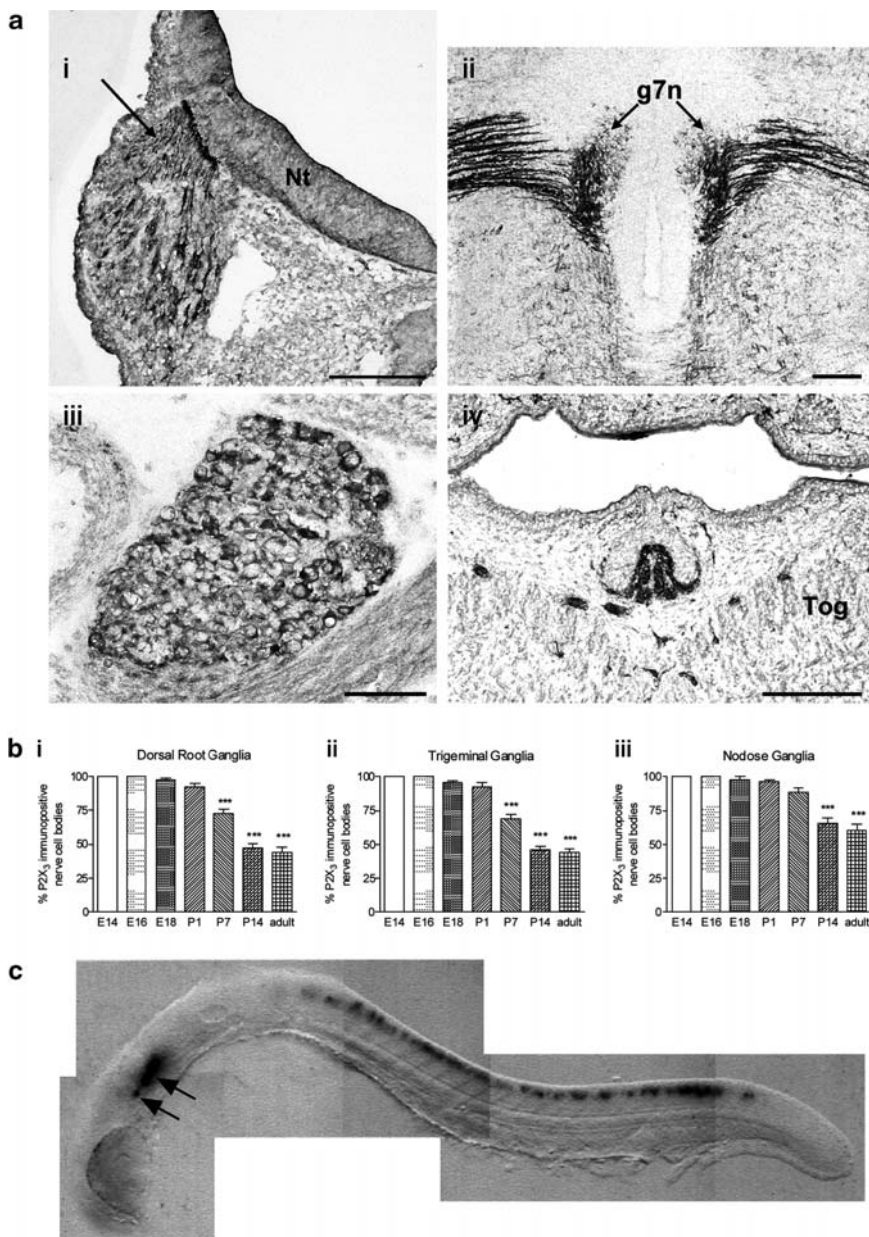 a
i
Nt
ii
g7n
iii
iv
Tog
b
i
Dorsal Root Ganglia
% P2X3 immunopositive
nerve cell bodies
100
75
50
25
***
***
***
E14 E16 E18 P1 P7 P14 adult
ii
Trigeminal Ganglia
% P2X3 immunopositive
nerve cell bodies
100
75
50
25
***
***
***
E14 E16 E18 P1 P7 P14 adult
iii
Nodose Ganglia
% P2X3 immunopositive
nerve cell bodies
100
75
50
25
***
***
E14 E16 E18 P1 P7 P14 adult
c